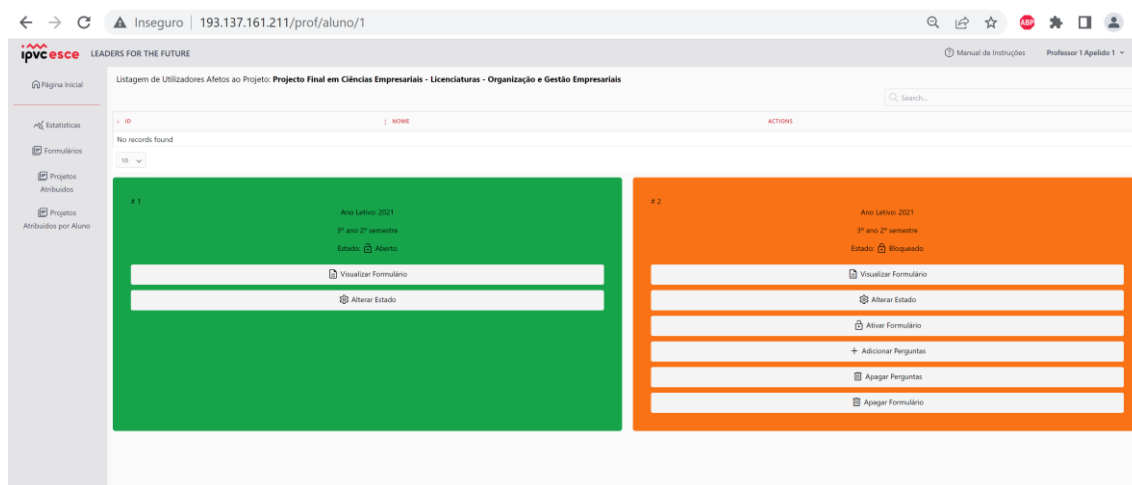 Inseguro | 193.137.161.211/prof/aluno/1
ABP
ipvc esce LEADERS FOR THE FUTURE
Manual de Instruções Professor 1 Apelido 1
Página Inicial
Listagem de Utilizadores Afetos ao Projeto: Projecto Final em Ciências Empresariais - Licenciaturas - Organização e Gestão Empresariais
Search...
Estatisticas
ID NOME ACTIONS
No records found
Formulários
10
Projetos
Atribuidos
Projetos
Atribuidos por Aluno
# 1
Ano Letivo: 2021
3º ano 2º semestre
Estado: Aberto
Visualizar Formulário
Alterar Estado
# 2
Ano Letivo: 2021
3º ano 2º semestre
Estado: Bloqueado
Visualizar Formulário
Alterar Estado
Ativar Formulário
+ Adicionar Perguntas
Apagar Perguntas
Apagar Formulário